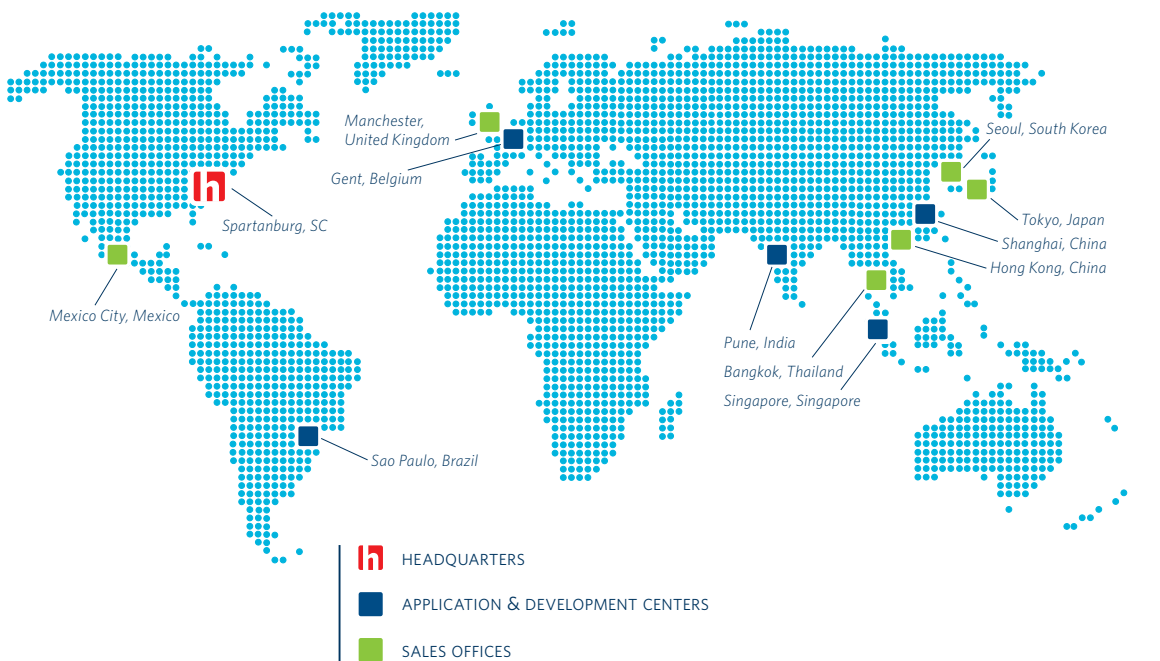 Manchester,
United Kingdom
Gent, Belgium
Seoul, South Korea
Spartanburg, SC
Tokyo, Japan
Shanghai, China
Hong Kong, China
Mexico City, Mexico
Pune, India
Bangkok, Thailand
Singapore, Singapore
Sao Paulo, Brazil
h HEADQUARTERS
APPLICATION & DEVELOPMENT CENTERS
SALES OFFICES